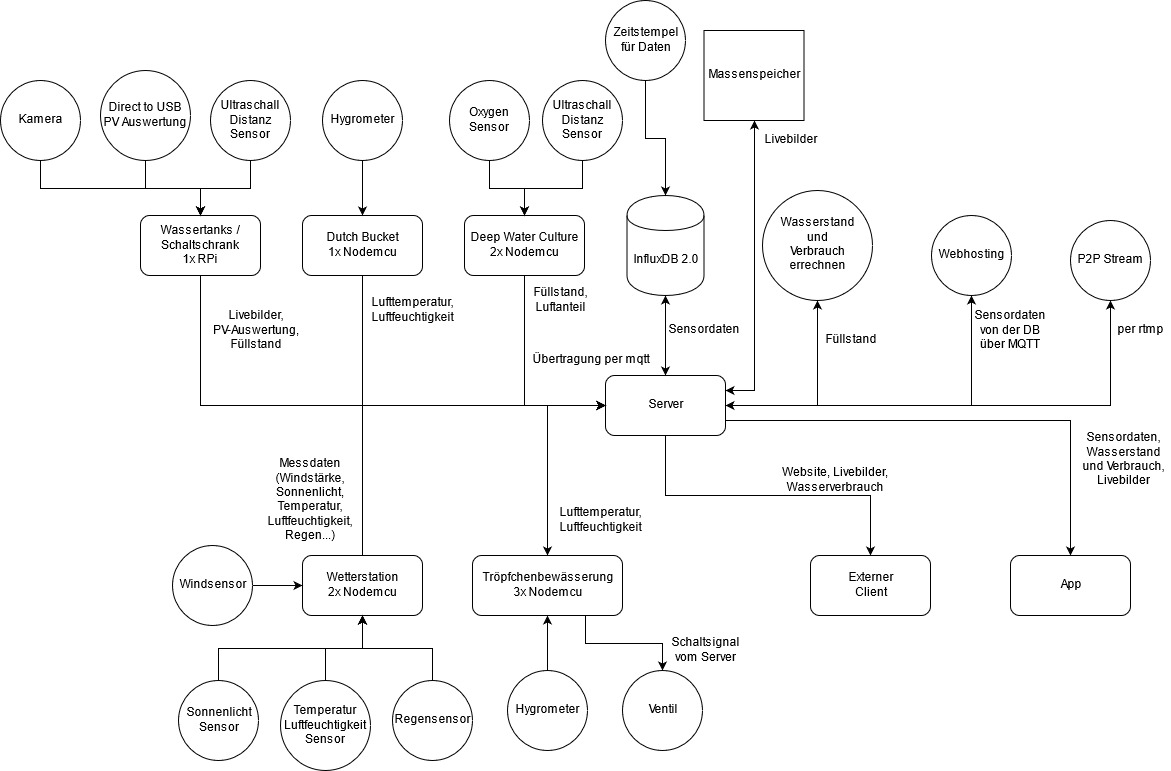 Zeitstempel
für Daten
Massenspeicher
Kamera
Direct to USB
PV Auswertung
Ultraschall
Distanz
Sensor
Hygrometer
Oxygen
Sensor
Ultraschall
Distanz
Sensor
Livebilder
Wassertanks /
Schaltschrank
1x RPi
Dutch Bucket
1x Nodemcu
Deep Water Culture
2x Nodemcu
InfluxDB 2.0
Wasserstand
und
Verbrauch
errechnen
Webhosting
P2P Stream
Livebilder,
PV-Auswertung,
Füllstand
Lufttemperatur,
Luftfeuchtigkeit
Füllstand,
Luftanteil
Sensordaten
Füllstand
Sensordaten
von der DB
über MQTT
per rtmp
Übertragung per mqtt
Server
Messdaten
(Windstärke,
Sonnenlicht,
Temperatur,
Luftfeuchtigkeit,
Regen...)
Lufttemperatur,
Luftfeuchtigkeit
Website, Livebilder,
Wasserverbrauch
Sensordaten,
Wasserstand
und Verbrauch,
Livebilder
Windsensor
Wetterstation
2x Nodemcu
Tröpfchenbewässerung
3x Nodemcu
Externer
Client
App
Schaltsignal
vom Server
Sonnenlicht
Sensor
Temperatur
Luftfeuchtigkeit
Sensor
Regensensor
Hygrometer
Ventil